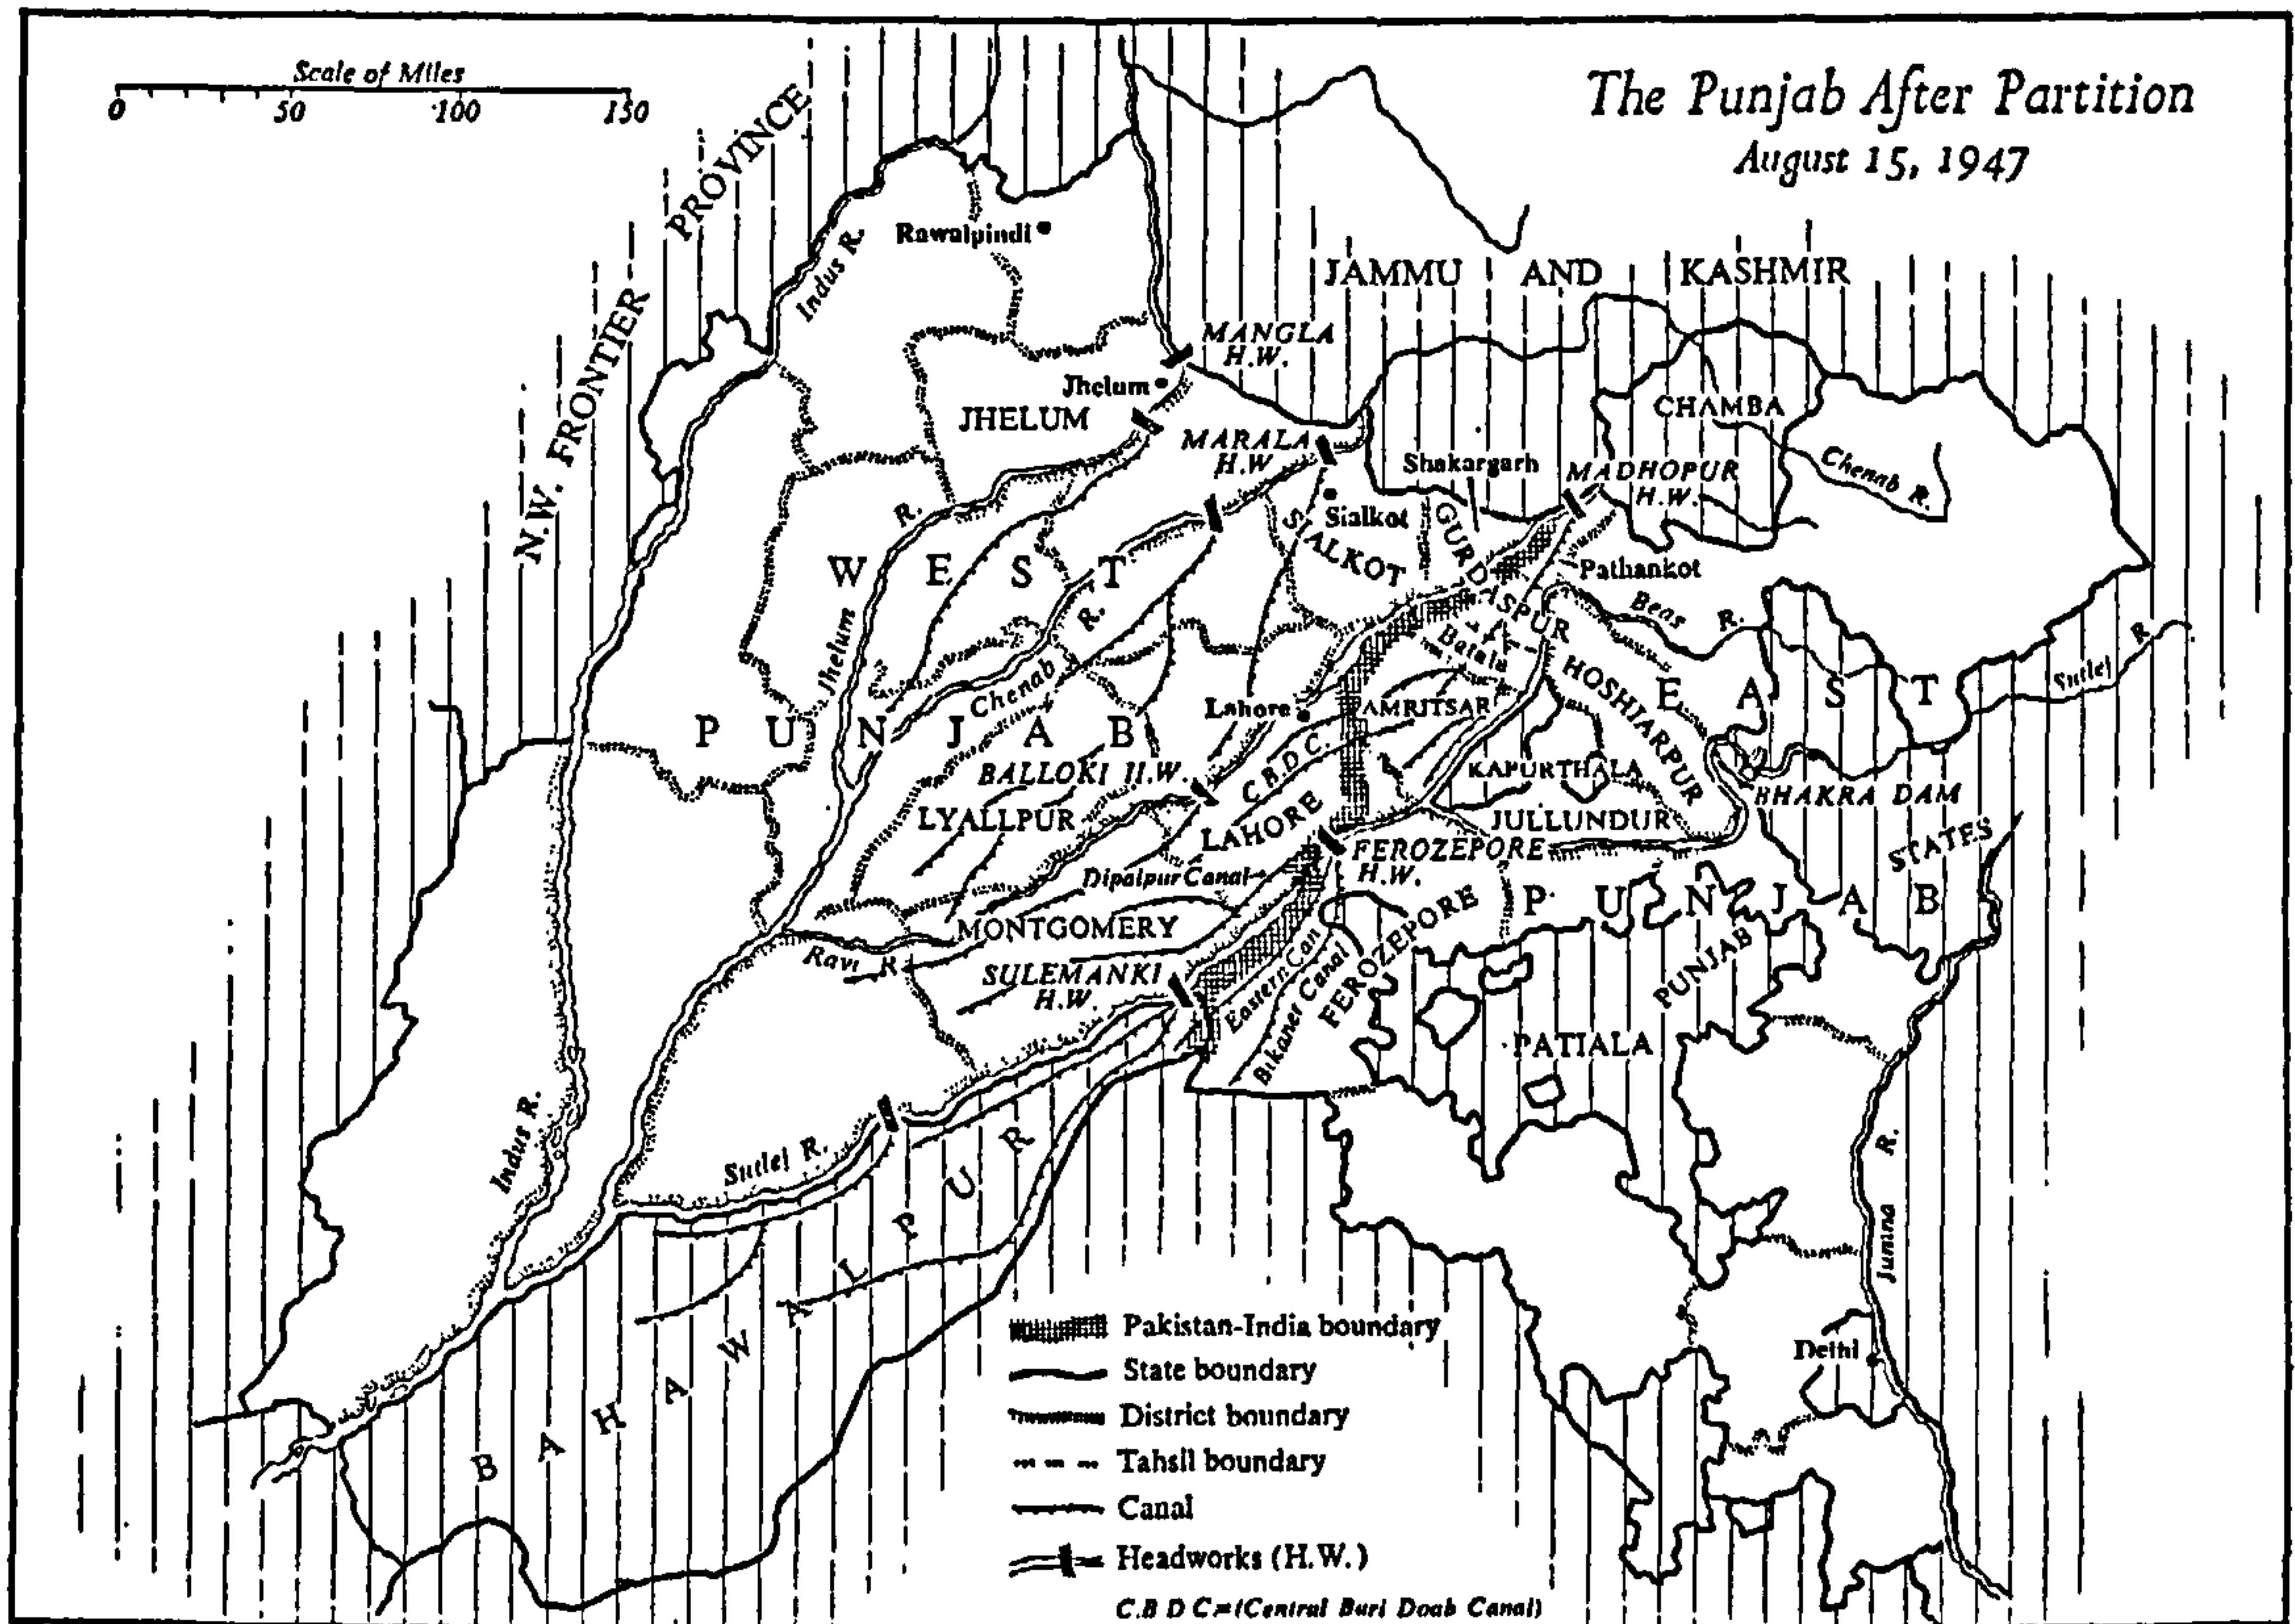 The Punjab After Partition
August 15, 1947
Scale of Miles
0 50 100 150
N.W. FRONTIER PROVINCE
Indus R.
Rawalpindi
JAMMU AND KASHMIR
MANGLA
H.W.
Jhelum
JHELUM
MARALA
H.W
Shakargarh
MADHOPUR
H.W.
CHAMBA
Chenab R.
Sialkot
SIALKOT
GURDASPUR
Pathankot
WEST
PUNJAB
Jhelum R.
Chenab R.
Beas R.
Batala
HOSHIARPUR
EAST
PUNJAB
Sutlej R.
Lahore
AMRITSAR
C.B.D.C.
BALLOKI H.W.
KAPURTHALA
BHAKRA DAM
LYALLPUR
LAHORE
JULLUNDUR
Dipalpur Canal
FEROZEPORE
H.W.
PUNJAB STATES
MONTGOMERY
Ravi R
SULEMANKI
H.W.
Eastern Can
Bikaner Canal
FEROZEPORE
PATIALA
Indus R.
Sutlej R.
BAHAWALPUR
Jumna R.
Delhi
Pakistan-India boundary
State boundary
District boundary
Tahsil boundary
Canal
Headworks (H.W.)
C.B D C=(Central Bari Doab Canal)